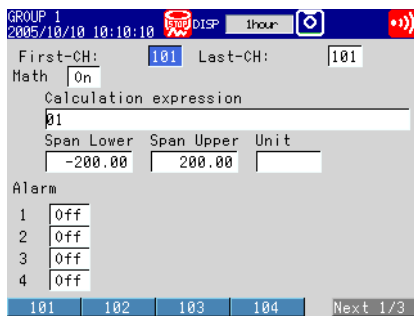 GROUP 1
2005/10/10 10:10:10 STOP DISP 1hour
First-CH: 101 Last-CH: 101
Math On
Calculation expression
01
Span Lower Span Upper Unit
-200.00 200.00
Alarm
1 Off
2 Off
3 Off
4 Off
101 102 103 104 Next 1/3